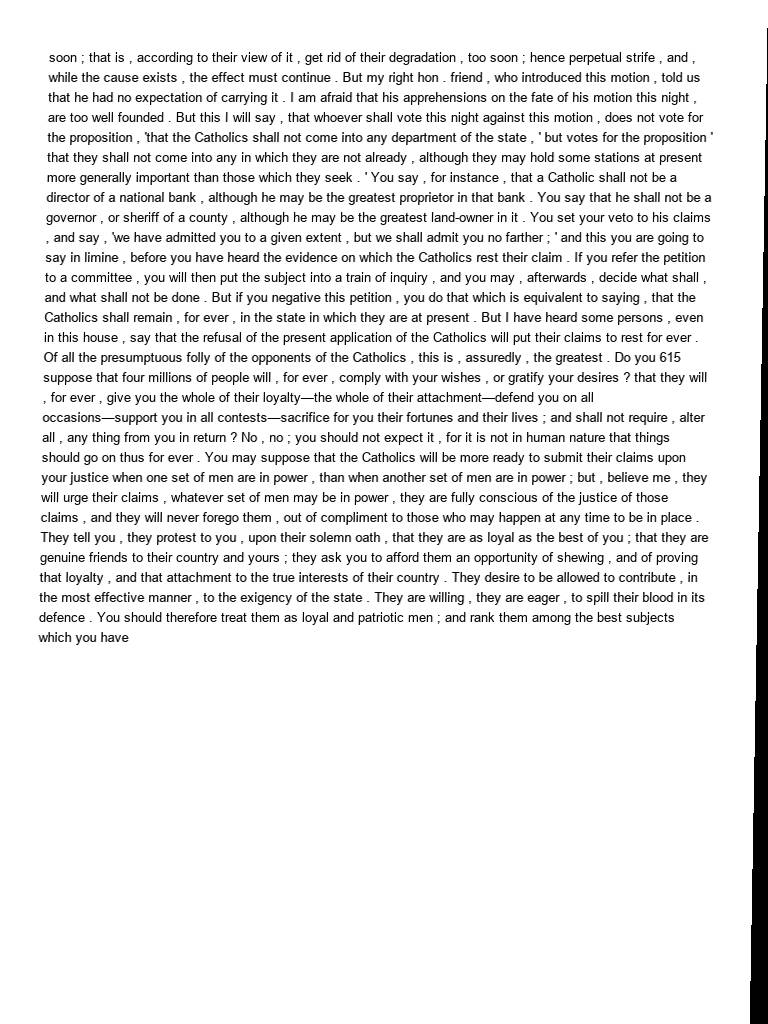 soon ; that is , according to their view of it , get rid of their degradation , too soon ; hence perpetual strife , and ,
while the cause exists , the effect must continue . But my right hon . friend , who introduced this motion , told us
that he had no expectation of carrying it . I am afraid that his apprehensions on the fate of his motion this night ,
are too well founded . But this I will say , that whoever shall vote this night against this motion , does not vote for
the proposition , 'that the Catholics shall not come into any department of the state , ' but votes for the proposition '
that they shall not come into any in which they are not already , although they may hold some stations at present
more generally important than those which they seek . ' You say , for instance , that a Catholic shall not be a
director of a national bank , although he may be the greatest proprietor in that bank . You say that he shall not be a
governor , or sheriff of a county , although he may be the greatest land-owner in it . You set your veto to his claims
, and say , 'we have admitted you to a given extent , but we shall admit you no farther ; ' and this you are going to
say in limine , before you have heard the evidence on which the Catholics rest their claim . If you refer the petition
to a committee , you will then put the subject into a train of inquiry , and you may , afterwards , decide what shall ,
and what shall not be done . But if you negative this petition , you do that which is equivalent to saying , that the
Catholics shall remain , for ever , in the state in which they are at present . But I have heard some persons , even
in this house , say that the refusal of the present application of the Catholics will put their claims to rest for ever .
Of all the presumptuous folly of the opponents of the Catholics , this is , assuredly , the greatest . Do you 615
suppose that four millions of people will , for ever , comply with your wishes , or gratify your desires ? that they will
, for ever , give you the whole of their loyalty—the whole of their attachment—defend you on all
occasions—support you in all contests—sacrifice for you their fortunes and their lives ; and shall not require , alter
all , any thing from you in return ? No , no ; you should not expect it , for it is not in human nature that things
should go on thus for ever . You may suppose that the Catholics will be more ready to submit their claims upon
your justice when one set of men are in power , than when another set of men are in power ; but , believe me , they
will urge their claims , whatever set of men may be in power , they are fully conscious of the justice of those
claims , and they will never forego them , out of compliment to those who may happen at any time to be in place .
They tell you , they protest to you , upon their solemn oath , that they are as loyal as the best of you ; that they are
genuine friends to their country and yours ; they ask you to afford them an opportunity of shewing , and of proving
that loyalty , and that attachment to the true interests of their country . They desire to be allowed to contribute , in
the most effective manner , to the exigency of the state . They are willing , they are eager , to spill their blood in its
defence . You should therefore treat them as loyal and patriotic men ; and rank them among the best subjects
which you have